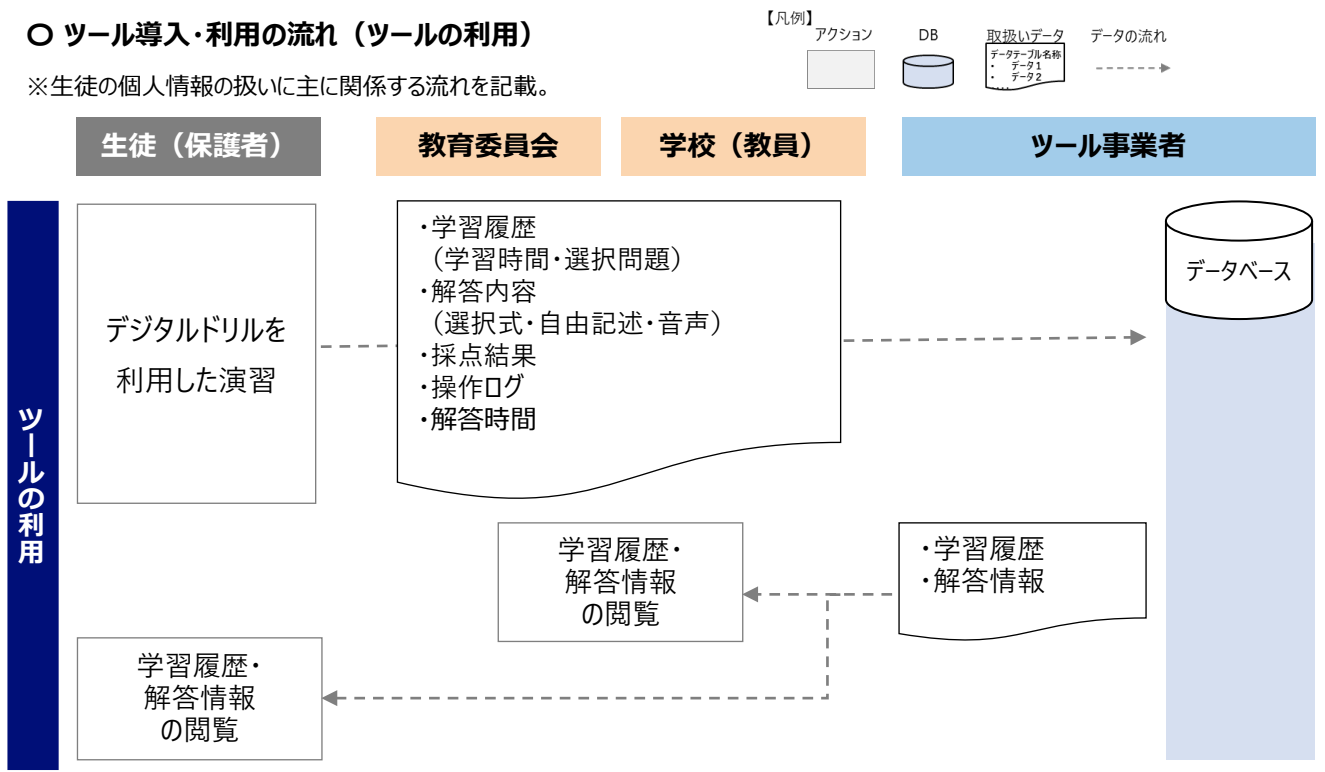 〇 ツール導入・利用の流れ（ツールの利用）
※生徒の個人情報の扱いに主に関係する流れを記載。
【凡例】
アクション
DB
取扱いデータ
データの流れ
データテーブル名称
・ データ1
・ データ2
....
生徒（保護者）
教育委員会
学校（教員）
ツール事業者
ツールの利用
デジタルドリルを
利用した演習
・学習履歴
（学習時間・選択問題）
・解答内容
（選択式・自由記述・音声）
・採点結果
・操作ログ
・解答時間
データベース
学習履歴・
解答情報
の閲覧
・学習履歴
・解答情報
学習履歴・
解答情報
の閲覧